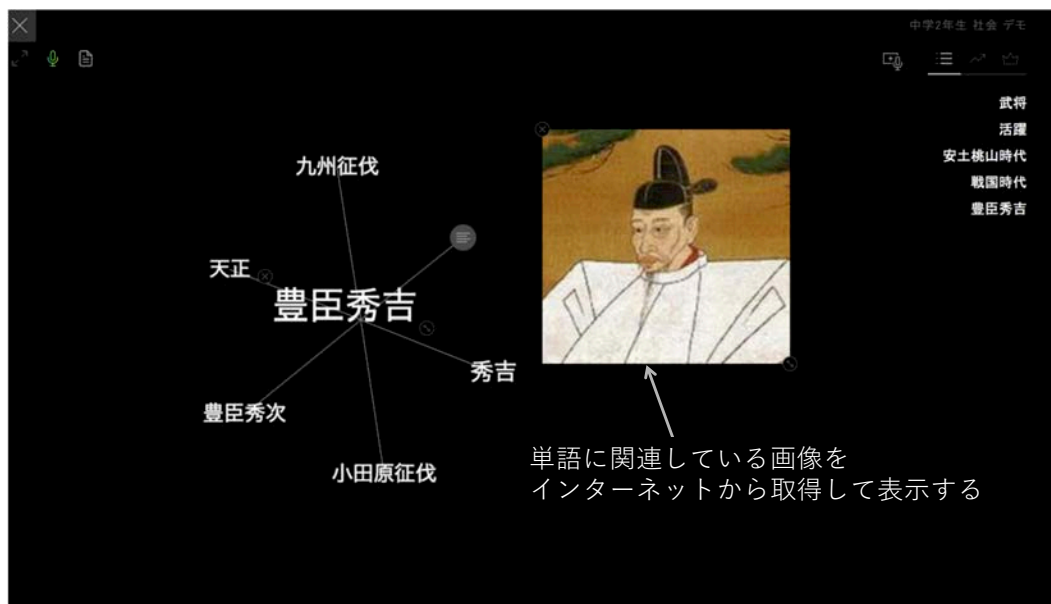 中学2年生 社会 デモ
武将
活躍
安土桃山時代
戦国時代
豊臣秀吉
九州征伐
天正
豊臣秀吉
秀吉
豊臣秀次
小田原征伐
単語に関連している画像を
インターネットから取得して表示する